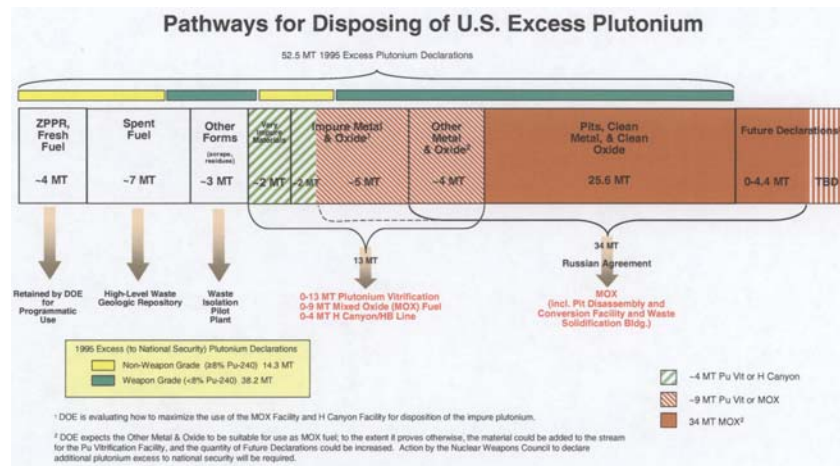 Pathways for Disposing of U.S. Excess Plutonium
52.5 MT 1995 Excess Plutonium Declarations
ZPPR,
Fresh
Fuel
~4 MT
Spent
Fuel
~7 MT
Other
Forms
(scraps,
residues)
~3 MT
Very
Impure
Materials
~2 MT
Impure Metal
& Oxide¹
~2 MT
~5 MT
Other
Metal
& Oxide²
~4 MT
Pits, Clean
Metal, & Clean
Oxide
25.6 MT
Future Declarations
0-4.4 MT
TBD
Retained by DOE
for
Programmatic
Use
High-Level Waste
Geologic Repository
Waste
Isolation
Pilot
Plant
13 MT
0-13 MT Plutonium Vitrification
0-9 MT Mixed Oxide (MOX) Fuel
0-4 MT H Canyon/HB Line
34 MT
Russian Agreement
MOX
(incl. Pit Disassembly and
Conversion Facility and Waste
Solidification Bldg.)
1995 Excess (to National Security) Plutonium Declarations
Non-Weapon Grade (≥8% Pu-240) 14.3 MT
Weapon Grade (<8% Pu-240) 38.2 MT
~4 MT Pu Vit or H Canyon
~9 MT Pu Vit or MOX
34 MT MOX²
¹ DOE is evaluating how to maximize the use of the MOX Facility and H Canyon Facility for disposition of the impure plutonium.
² DOE expects the Other Metal & Oxide to be suitable for use as MOX fuel; to the extent it proves otherwise, the material could be added to the stream
for the Pu Vitrification Facility, and the quantity of Future Declarations could be increased. Action by the Nuclear Weapons Council to declare
additional plutonium excess to national security will be required.